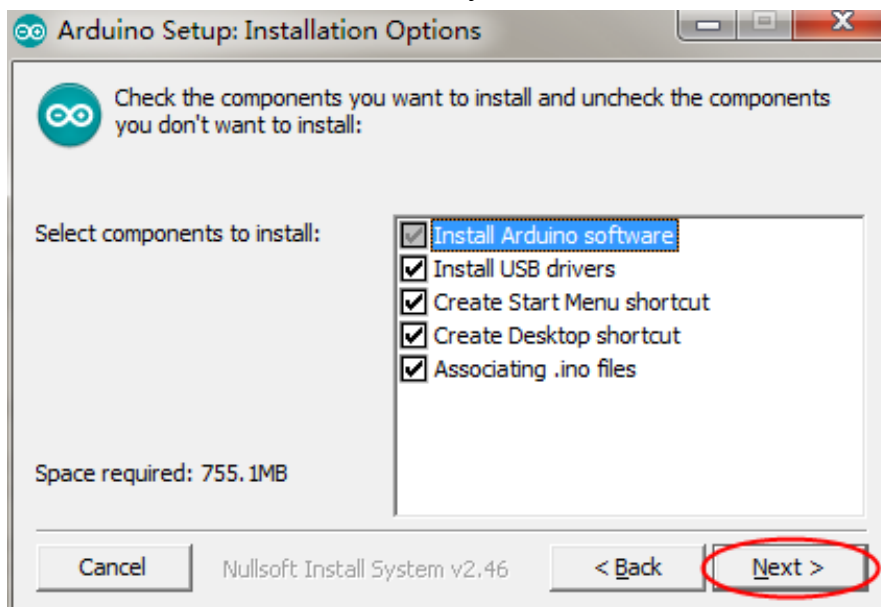 Arduino Setup: Installation Options
Check the components you want to install and uncheck the components
you don't want to install:
Select components to install:
Install Arduino software
Install USB drivers
Create Start Menu shortcut
Create Desktop shortcut
Associating .ino files
Space required: 755.1MB
Cancel
Nullsoft Install System v2.46
< Back
Next >